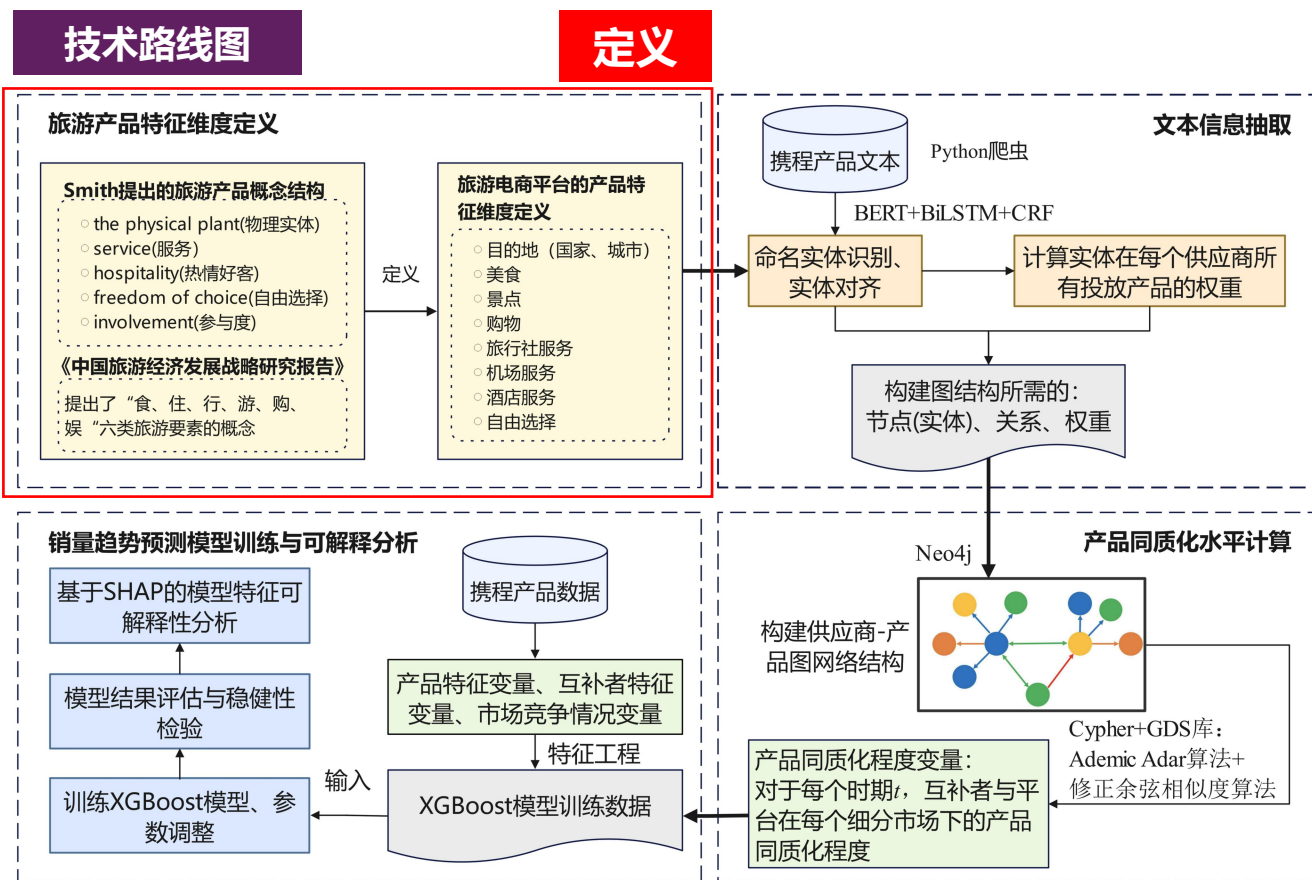 技术路线图
定义
旅游产品特征维度定义
Smith提出的旅游产品概念结构
the physical plant(物理实体)
service(服务)
hospitality(热情好客)
freedom of choice(自由选择)
involvement(参与度)
《中国旅游经济发展战略研究报告》
提出了“食、住、行、游、购、
娱“六类旅游要素的概念
定义
旅游电商平台的产品特
征维度定义
目的地（国家、城市）
美食
景点
购物
旅行社服务
机场服务
酒店服务
自由选择
文本信息抽取
携程产品文本
Python爬虫
BERT+BiLSTM+CRF
命名实体识别、
实体对齐
计算实体在每个供应商所
有投放产品的权重
构建图结构所需的：
节点(实体)、关系、权重
产品同质化水平计算
Neo4j
构建供应商-产
品图网络结构
Cypher+GDS库：
Ademic Adar算法+
修正余弦相似度算法
产品同质化程度变量：
对于每个时期t，互补者与平
台在每个细分市场下的产品
同质化程度
销量趋势预测模型训练与可解释分析
携程产品数据
产品特征变量、互补者特征
变量、市场竞争情况变量
特征工程
XGBoost模型训练数据
输入
训练XGBoost模型、参
数调整
模型结果评估与稳健性
检验
基于SHAP的模型特征可
解释性分析